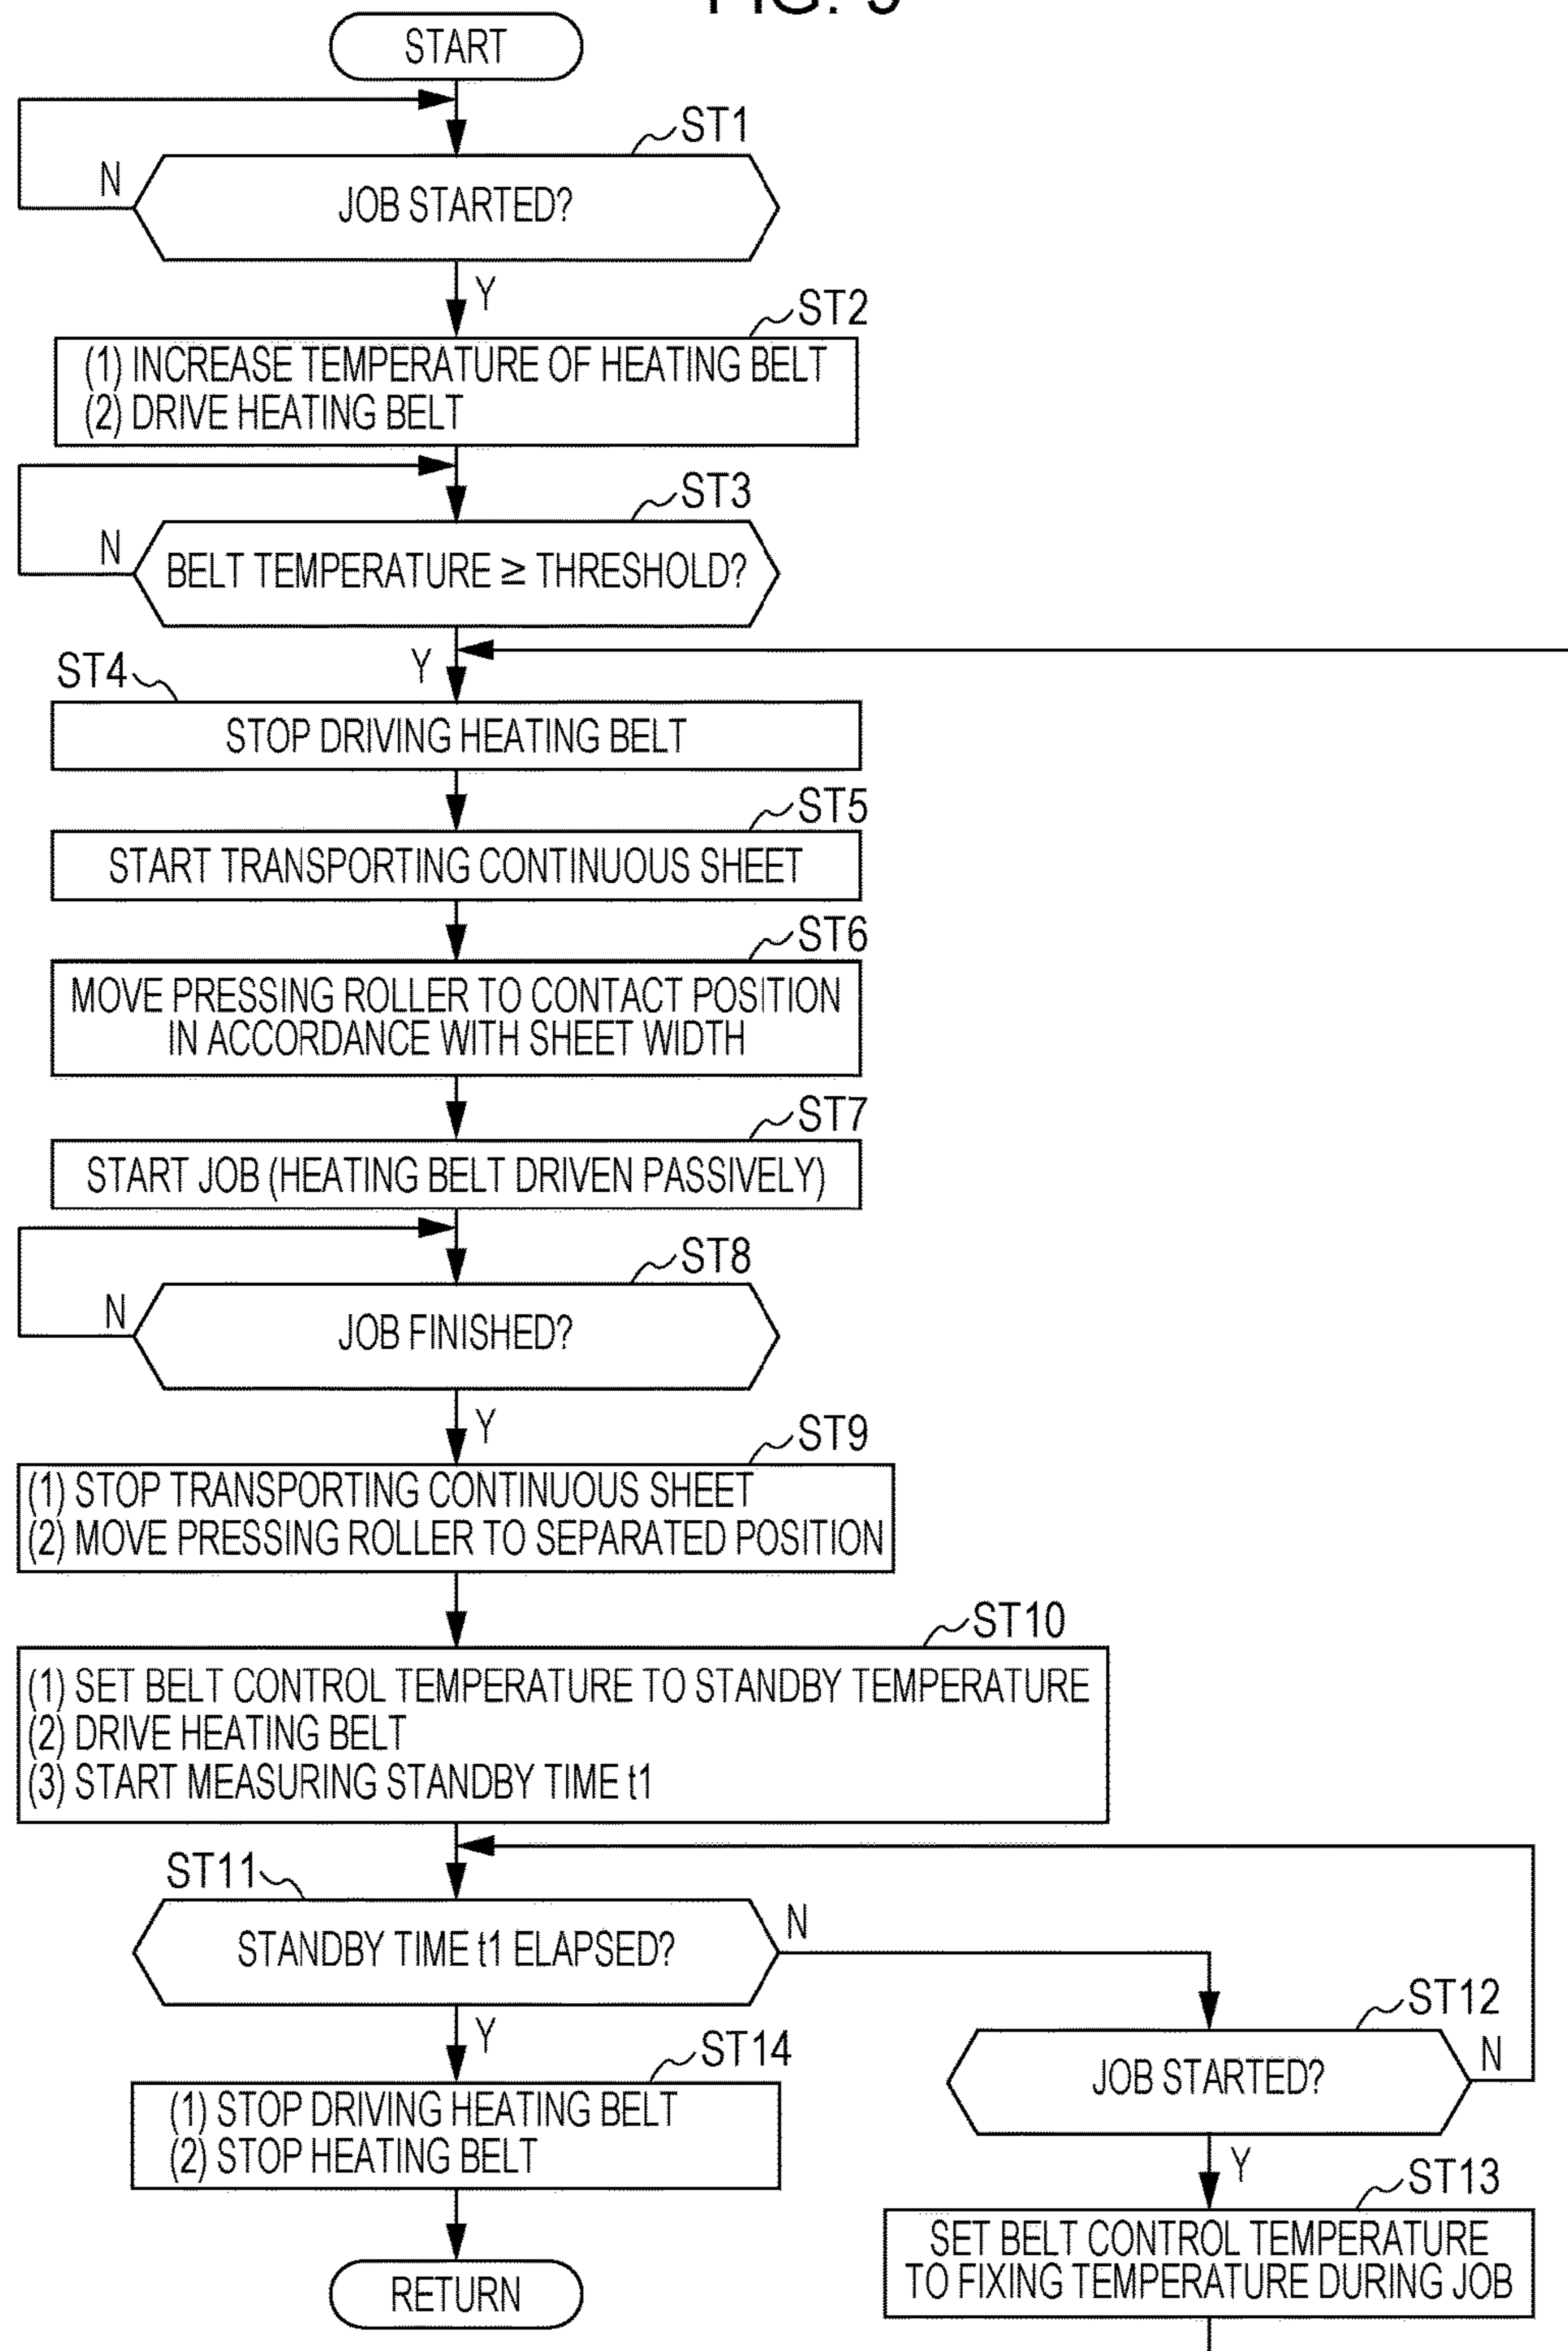 START
ST1
N
JOB STARTED?
Y
ST2
(1) INCREASE TEMPERATURE OF HEATING BELT
(2) DRIVE HEATING BELT
ST3
N
BELT TEMPERATURE ≥ THRESHOLD?
Y
ST4
STOP DRIVING HEATING BELT
ST5
START TRANSPORTING CONTINUOUS SHEET
ST6
MOVE PRESSING ROLLER TO CONTACT POSITION
IN ACCORDANCE WITH SHEET WIDTH
ST7
START JOB (HEATING BELT DRIVEN PASSIVELY)
ST8
N
JOB FINISHED?
Y
ST9
(1) STOP TRANSPORTING CONTINUOUS SHEET
(2) MOVE PRESSING ROLLER TO SEPARATED POSITION
ST10
(1) SET BELT CONTROL TEMPERATURE TO STANDBY TEMPERATURE
(2) DRIVE HEATING BELT
(3) START MEASURING STANDBY TIME t1
ST11
STANDBY TIME t1 ELAPSED?
N
Y
ST12
JOB STARTED?
N
Y
ST14
(1) STOP DRIVING HEATING BELT
(2) STOP HEATING BELT
ST13
SET BELT CONTROL TEMPERATURE
TO FIXING TEMPERATURE DURING JOB
RETURN